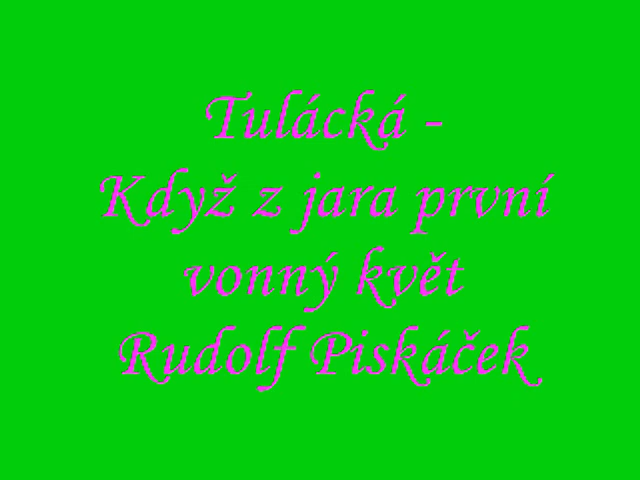 Tulácká -
Když z jara první
vonný květ
Rudolf Piskáček